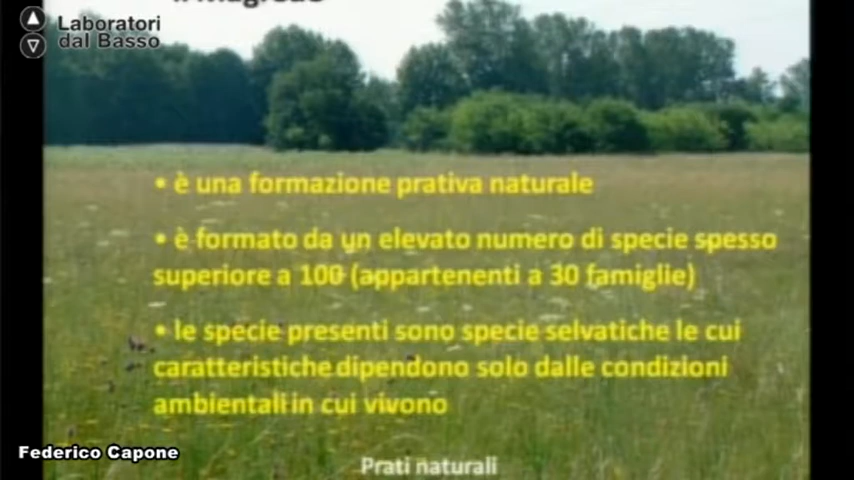 Laboratori
dal Basso
• è una formazione prativa naturale
• è formato da un elevato numero di specie spesso
superiore a 100 (appartenenti a 30 famiglie)
• le specie presenti sono specie selvatiche le cui
caratteristiche dipendono solo dalle condizioni
ambientali in cui vivono
Federico Capone
Prati naturali